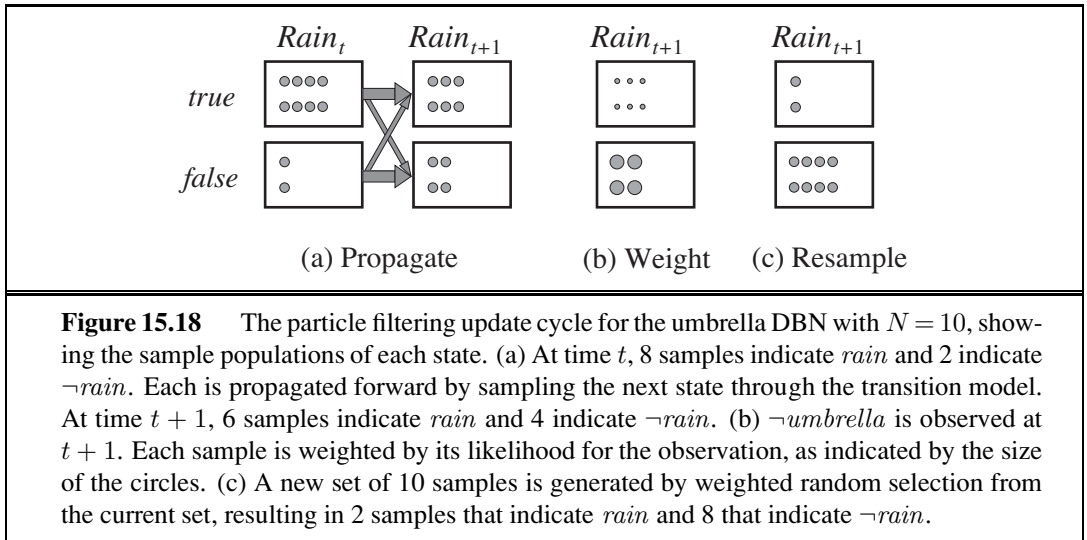 Rain_t Rain_{t+1} Rain_{t+1} Rain_{t+1}
true
false
(a) Propagate (b) Weight (c) Resample
Figure 15.18 The particle filtering update cycle for the umbrella DBN with N = 10, show-
ing the sample populations of each state. (a) At time t, 8 samples indicate rain and 2 indicate
¬rain. Each is propagated forward by sampling the next state through the transition model.
At time t + 1, 6 samples indicate rain and 4 indicate ¬rain. (b) ¬umbrella is observed at
t + 1. Each sample is weighted by its likelihood for the observation, as indicated by the size
of the circles. (c) A new set of 10 samples is generated by weighted random selection from
the current set, resulting in 2 samples that indicate rain and 8 that indicate ¬rain.